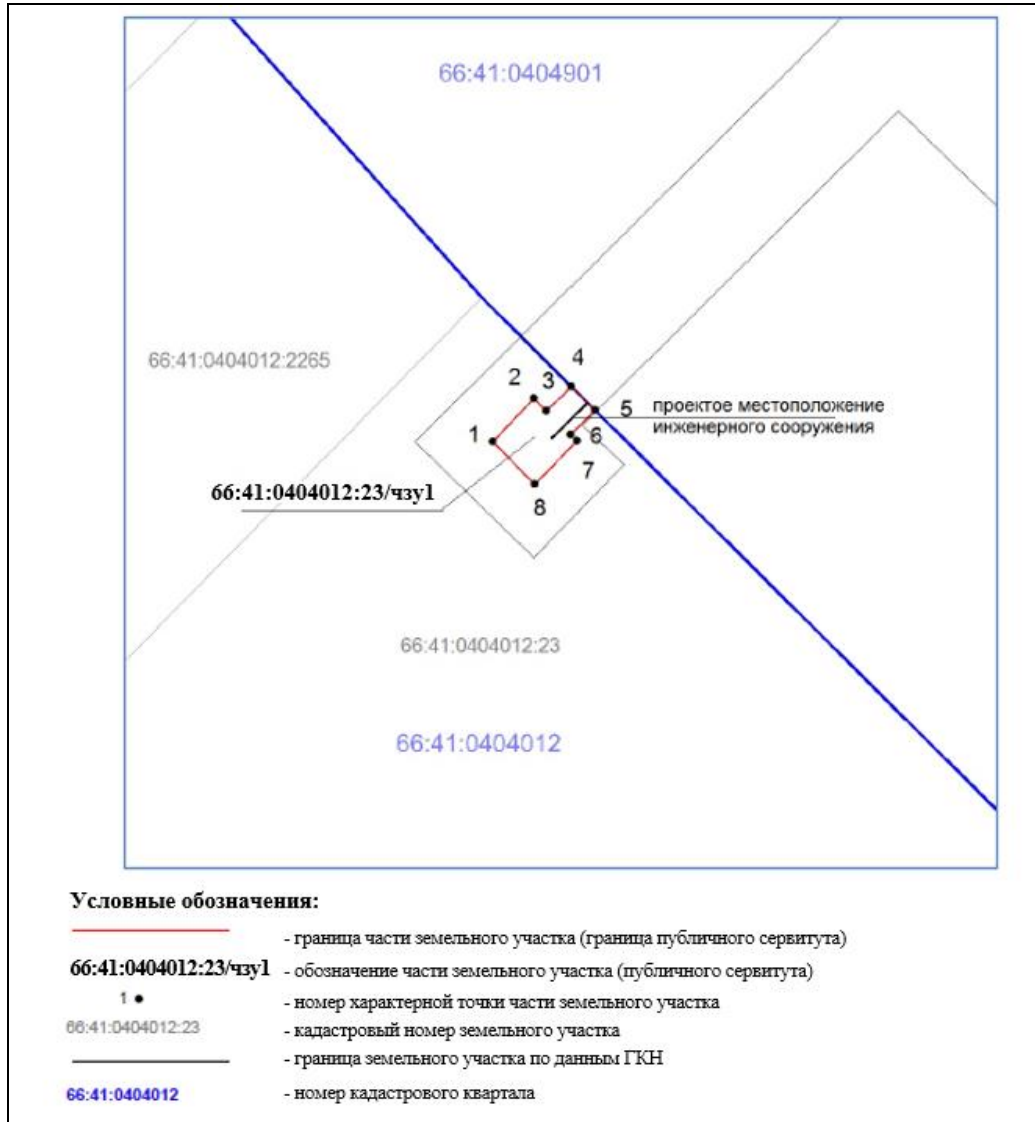 66:41:0404901
66:41:0404012:2265
4
2
3
5
проектое местоположение
инженерного сооружения
1
6
7
66:41:0404012:23/чзу1
8
66:41:0404012:23
66:41:0404012
Условные обозначения:
- граница части земельного участка (граница публичного сервитута)
66:41:0404012:23/чзу1 - обозначение части земельного участка (публичного сервитута)
1 - номер характерной точки части земельного участка
66:41:0404012:23 - кадастровый номер земельного участка
- граница земельного участка по данным ГКН
66:41:0404012 - номер кадастрового квартала